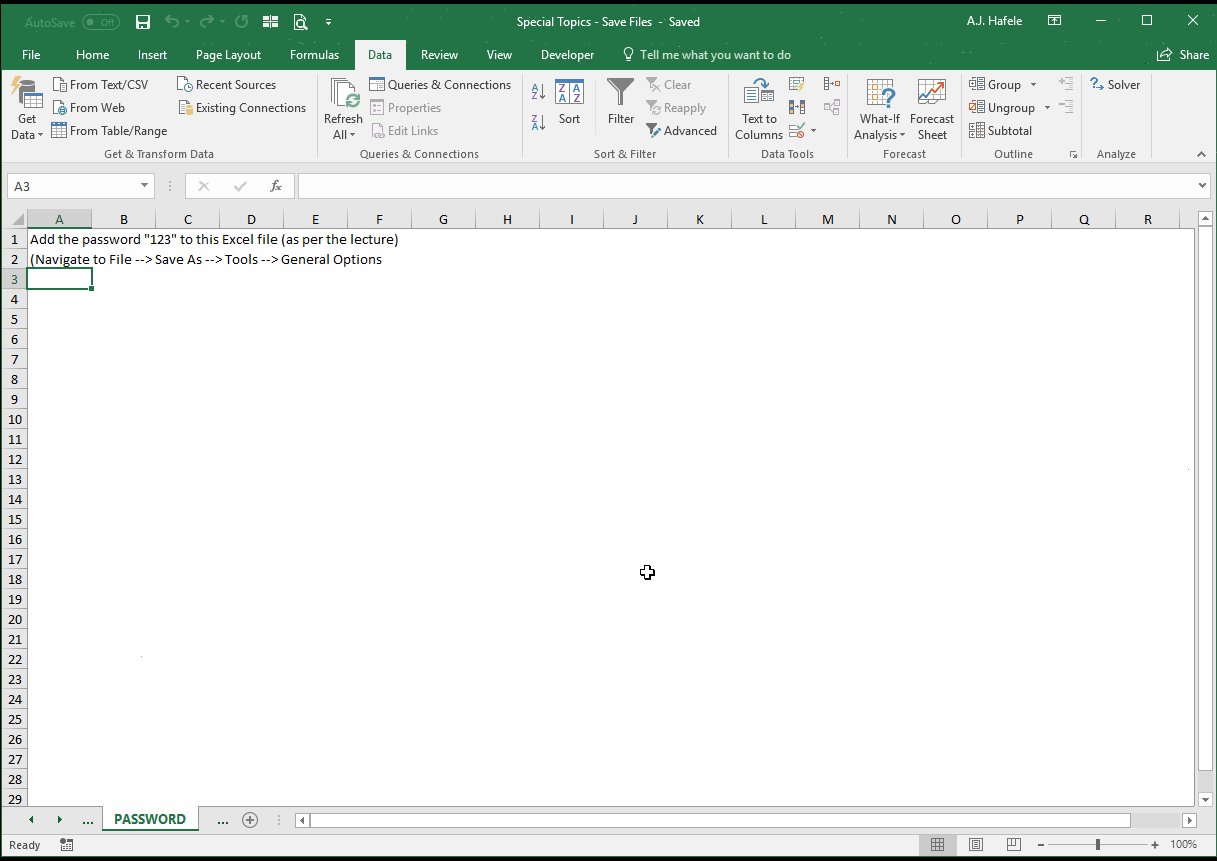 AutoSave Off Special Topics - Save Files - Saved A.J. Hafele
File Home Insert Page Layout Formulas Data Review View Developer Tell me what you want to do Share
Get Data
From Text/CSV
From Web
From Table/Range
Recent Sources
Existing Connections
Get & Transform Data
Refresh All
Queries & Connections
Properties
Edit Links
Queries & Connections
A Z
Z A
Z A A Z
Sort
Filter
Clear
Reapply
Advanced
Sort & Filter
Text to Columns
Data Tools
What-If Analysis
Forecast Sheet
Forecast
Group
Ungroup
Subtotal
Outline
Solver
Analyze
A3 fx
A B C D E F G H I J K L M N O P Q R
1 Add the password "123" to this Excel file (as per the lecture)
2 (Navigate to File --> Save As --> Tools --> General Options
3
4
5
6
7
8
9
10
11
12
13
14
15
16
17
18
19
20
21
22
23
24
25
26
27
28
29
... PASSWORD ...
Ready 100%